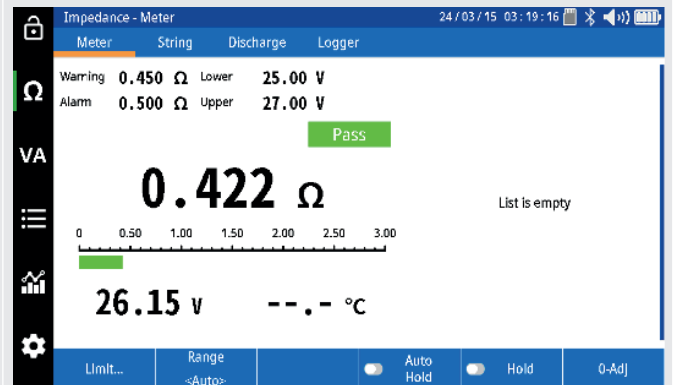 Impedance - Meter 24/03/15 03:19:16
Meter String Discharge Logger
Warning 0.450 Ω Lower 25.00 V
Alarm 0.500 Ω Upper 27.00 V
Pass
Ω
VA
0.422 Ω
List is empty
0 0.50 1.00 1.50 2.00 2.50 3.00
26.15 V --.- °C
Limit... Range <Auto> Auto Hold Hold 0-Adj